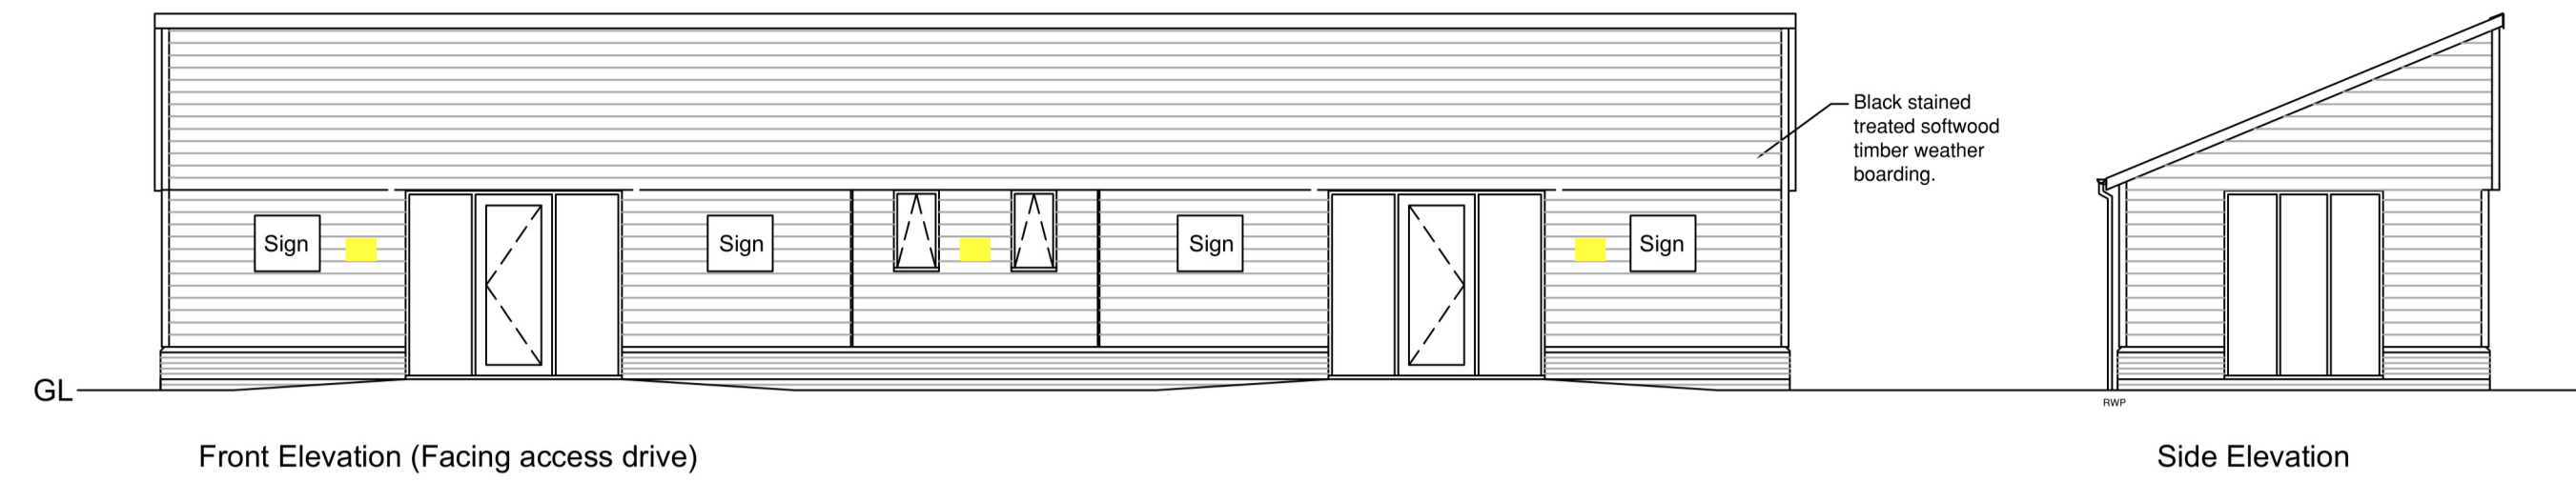 Black stained
treated softwood
timber weather
boarding.
Sign
Sign
Sign
Sign
GL
RWP
Front Elevation (Facing access drive)
Side Elevation